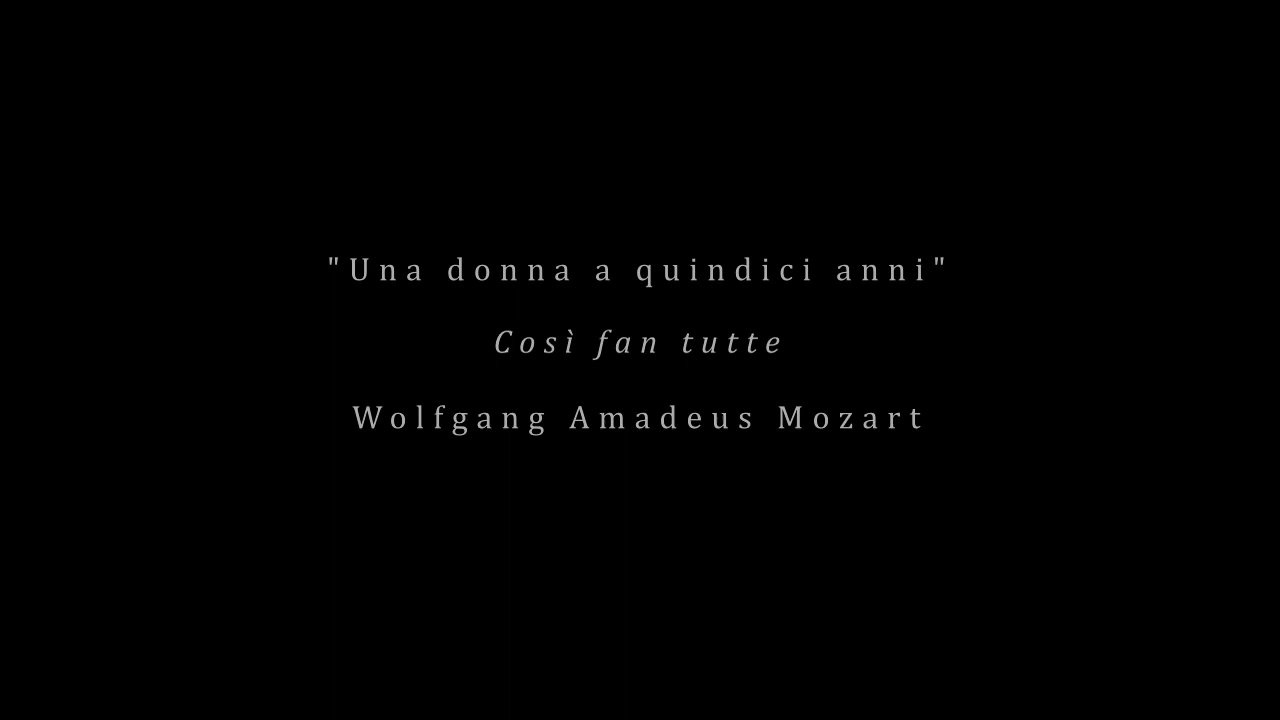 "Una donna a quindici anni"
Così fan tutte
Wolfgang Amadeus Mozart